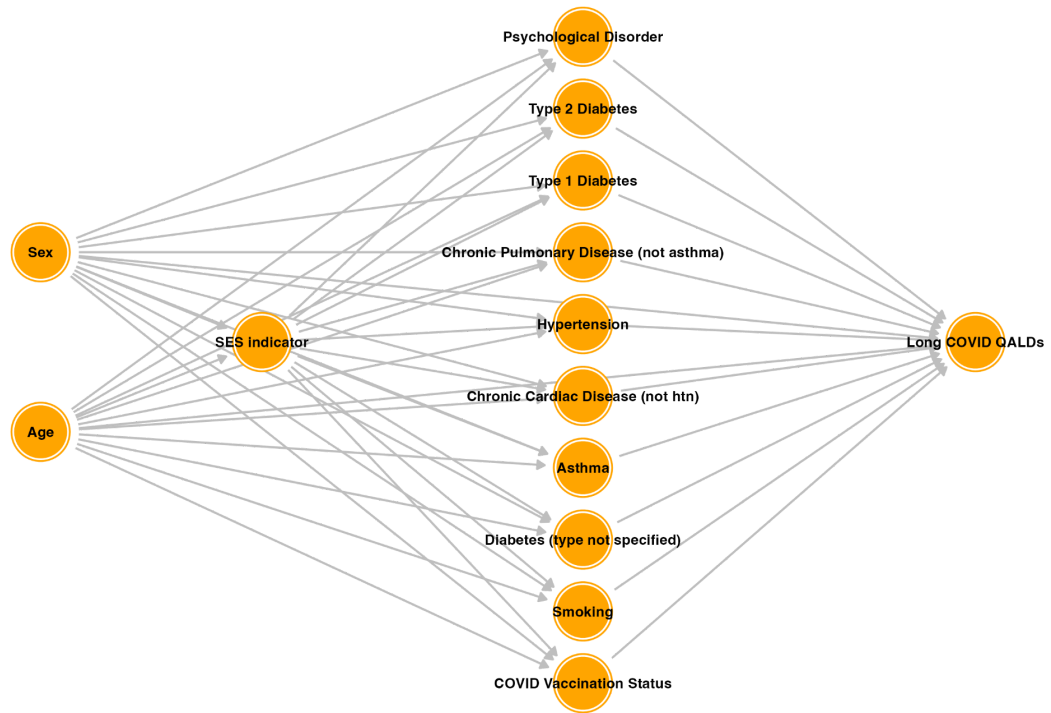 Psychological Disorder
Type 2 Diabetes
Type 1 Diabetes
Sex
Chronic Pulmonary Disease (not asthma)
Hypertension
SES indicator
Long COVID QALDs
Chronic Cardiac Disease (not htn)
Age
Asthma
Diabetes (type not specified)
Smoking
COVID Vaccination Status